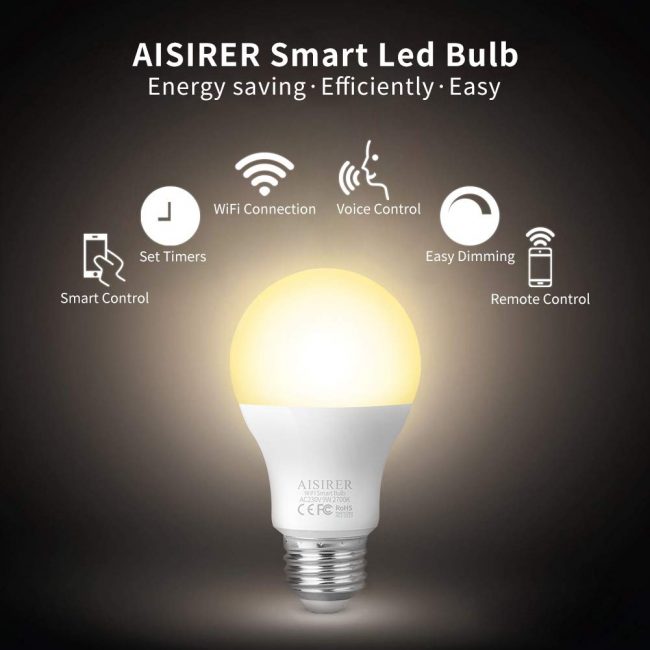 AISIRER Smart Led Bulb
Energy saving · Efficiently · Easy
WiFi Connection
Voice Control
Set Timers
Easy Dimming
Smart Control
Remote Control
AISIRER
WiFi Smart Bulb
AC230V 9W 2700K
CE FC RoHS